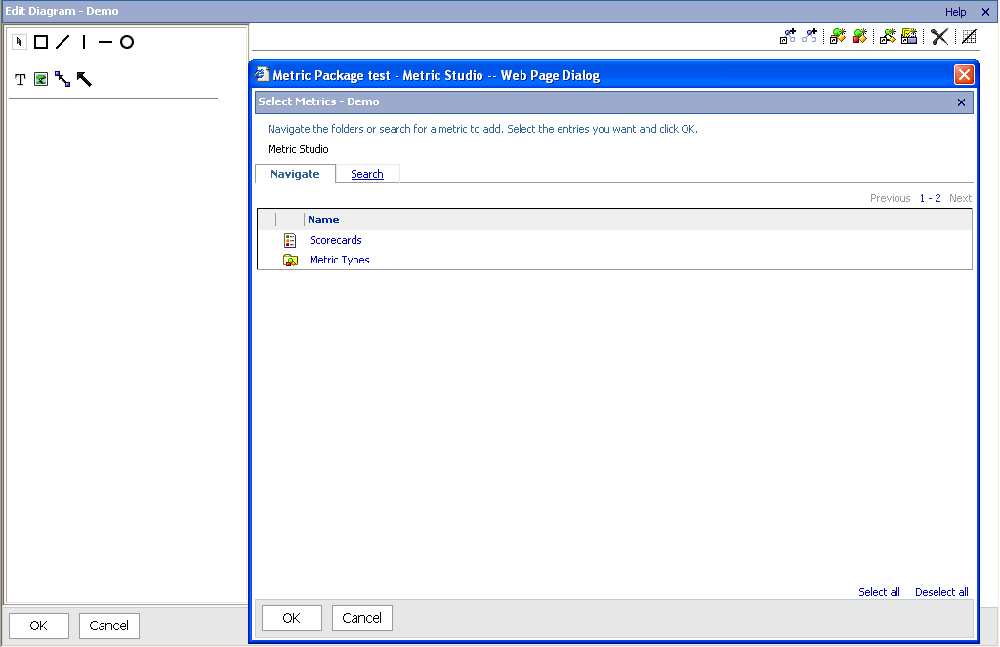 Edit Diagram - Demo
Help
T
Metric Package test - Metric Studio -- Web Page Dialog
Select Metrics - Demo
Navigate the folders or search for a metric to add. Select the entries you want and click OK.
Metric Studio
Navigate Search
Previous 1 - 2 Next
Name
Scorecards
Metric Types
Select all Deselect all
OK Cancel
OK Cancel